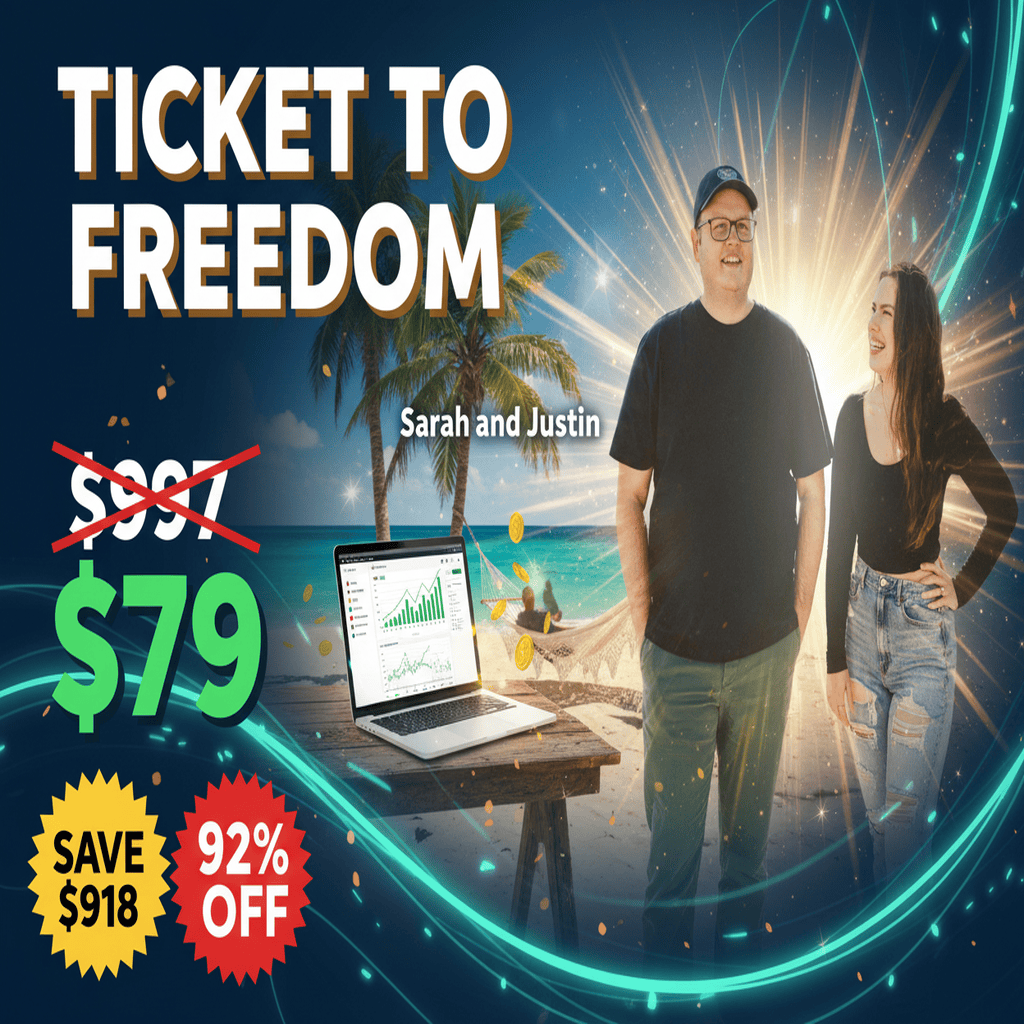 TICKET TO
FREEDOM
Sarah and Justin
$997
$79
SAVE
$918
92%
OFF